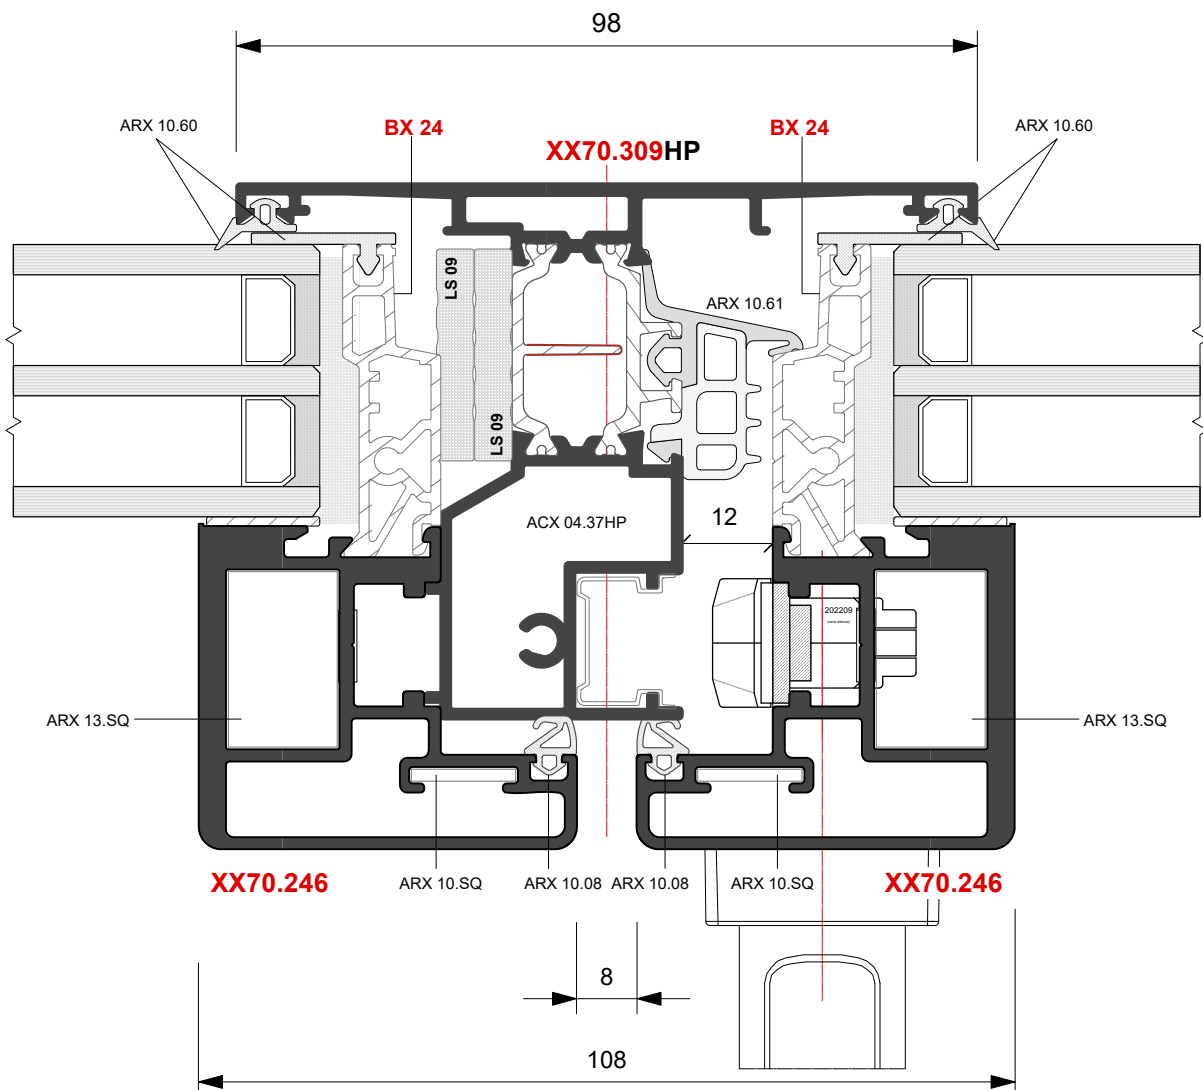 98
ARX 10.60
BX 24
BX 24
ARX 10.60
XX70.309HP
LS 09
ARX 10.61
LS 09
ACX 04.37HP
12
202209
ARX 13.SQ
ARX 13.SQ
XX70.246
ARX 10.SQ
ARX 10.08
ARX 10.08
ARX 10.SQ
XX70.246
8
108